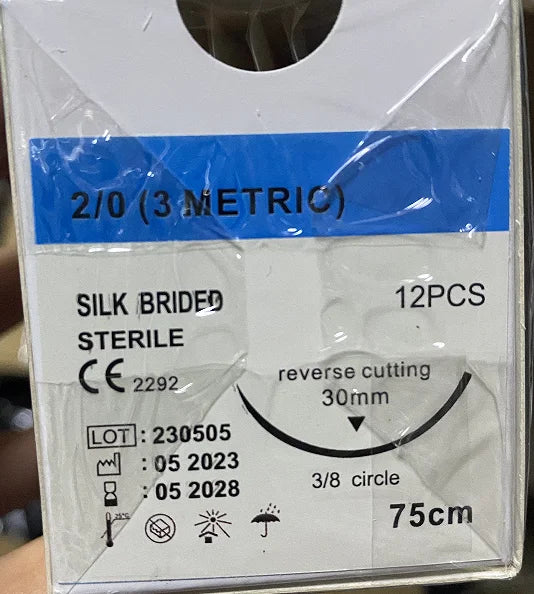 2/0 (3 METRIC)
SILK BRIDED
12PCS
STERILE
CE 2292
reverse cutting
30mm
LOT : 230505
: 05 2023
: 05 2028
3/8 circle
25°C
75cm